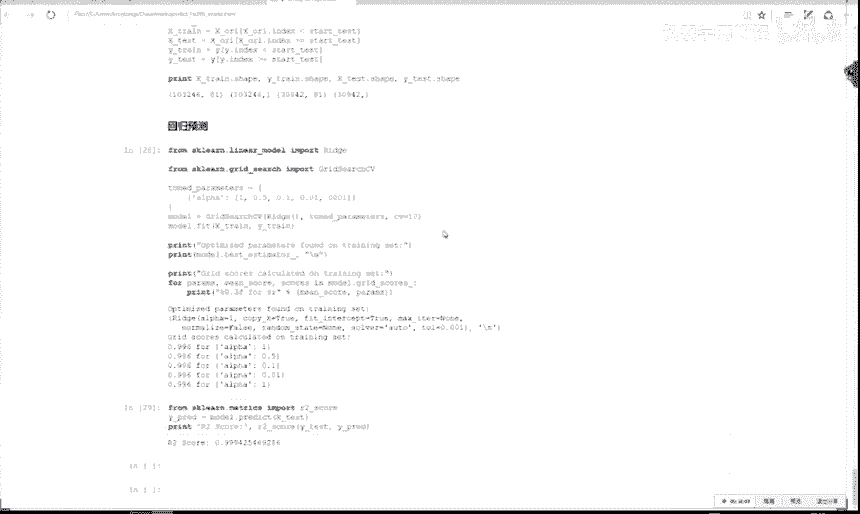 X_train = X_ori[X_ori.index < start_test]
X_test = X_ori[X_ori.index >= start_test]
y_train = y[y.index < start_test]
y_test = y[y.index >= start_test]
print X_train.shape, y_train.shape, X_test.shape, y_test.shape
(103246, 81) (103246,) (30942, 81) (30942,)
回归预测
In [28]: from sklearn.linear_model import Ridge
from sklearn.grid_search import GridSearchCV
tuned_parameters = [
{'alpha': [1, 0.5, 0.1, 0.01, 0001]}
]
model = GridSearchCV(Ridge(), tuned_parameters, cv=10)
model.fit(X_train, y_train)
print("Optimised parameters found on training set:")
print(model.best_estimator_, "\n")
print("Grid scores calculated on training set:")
for params, mean_score, scores in model.grid_scores_:
print("%0.3f for %r" % (mean_score, params))
Optimised parameters found on training set:
(Ridge(alpha=1, copy_X=True, fit_intercept=True, max_iter=None,
normalize=False, random_state=None, solver='auto', tol=0.001), '\n')
Grid scores calculated on training set:
0.996 for {'alpha': 1}
0.996 for {'alpha': 0.5}
0.996 for {'alpha': 0.1}
0.996 for {'alpha': 0.01}
0.996 for {'alpha': 1}
In [29]: from sklearn.metrics import r2_score
y_pred = model.predict(X_test)
print 'R2 Score:', r2_score(y_test, y_pred)
R2 Score: 0.999425469286
In [ ]:
In [ ]: